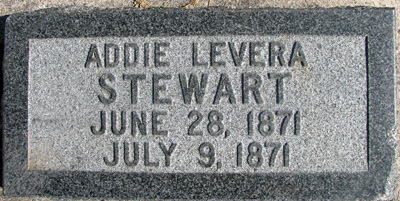 ADDIE LEVERA
STEWART
JUNE 28, 1871
JULY 9, 1871